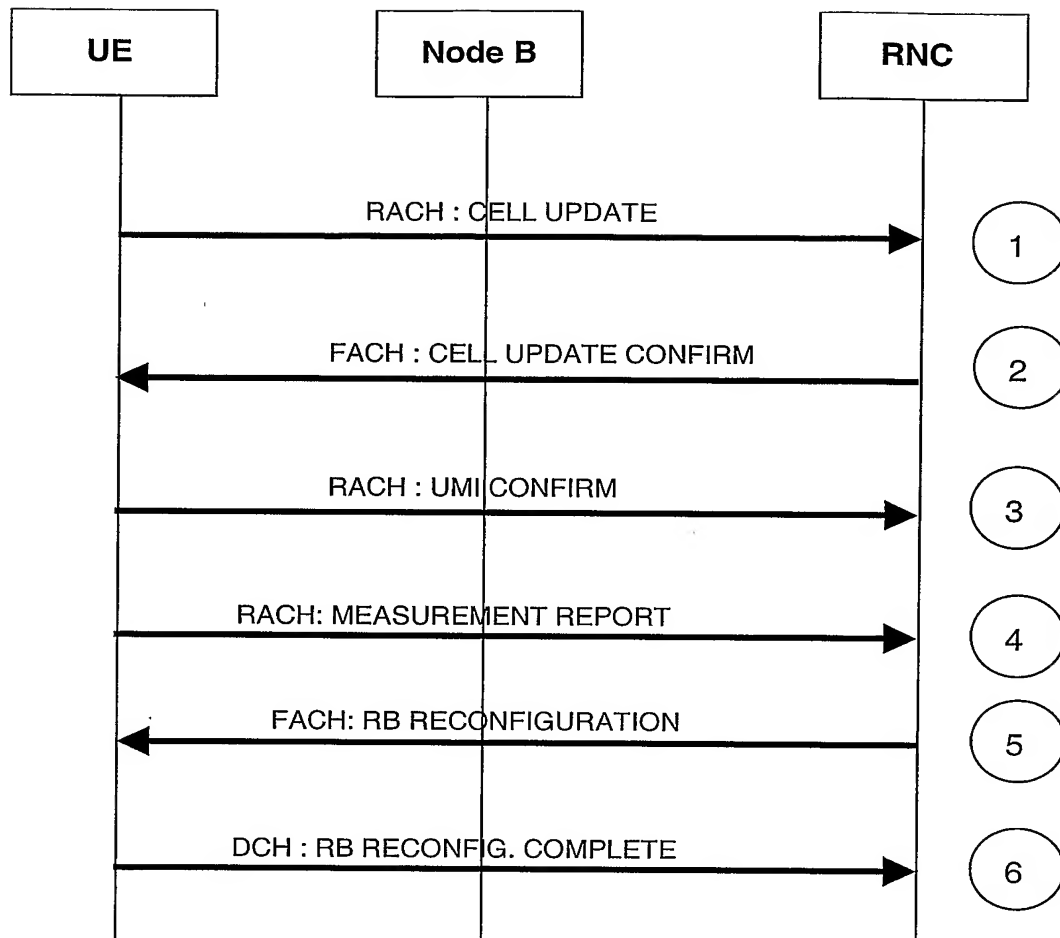 UE
Node B
RNC
RACH : CELL UPDATE
1
FACH : CELL UPDATE CONFIRM
2
RACH : UMI CONFIRM
3
RACH: MEASUREMENT REPORT
4
FACH: RB RECONFIGURATION
5
DCH : RB RECONFIG. COMPLETE
6